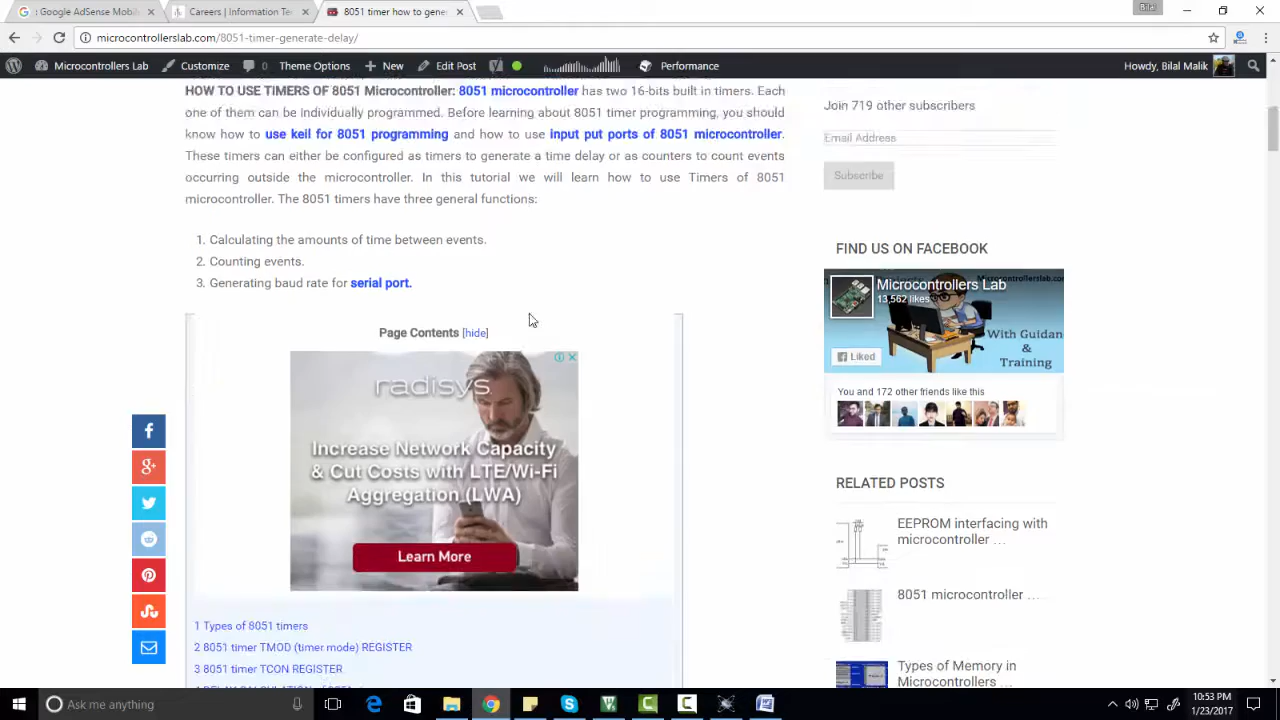 : Google AdSense Mobil
Careers | Information Te
8051 timer how to gene
Bilal
microcontrollerslab.com/8051-timer-generate-delay/
Microcontrollers Lab
Customize
0
Theme Options
New
Edit Post
Performance
Howdy, Bilal Malik
HOW TO USE TIMERS OF 8051 Microcontroller: 8051 microcontroller has two 16-bits built in timers. Each
one of them can be individually programmed. Before learning about 8051 timer programming, you should
know how to use keil for 8051 programming and how to use input put ports of 8051 microcontroller.
These timers can either be configured as timers to generate a time delay or as counters to count events
occurring outside the microcontroller. In this tutorial we will learn how to use Timers of 8051
microcontroller. The 8051 timers have three general functions:
1. Calculating the amounts of time between events.
2. Counting events.
3. Generating baud rate for serial port.
Page Contents [hide]
radisys
Increase Network Capacity
& Cut Costs with LTE/Wi-Fi
Aggregation (LWA)
Learn More
1 Types of 8051 timers
2 8051 timer TMOD (timer mode) REGISTER
3 8051 timer TCON REGISTER
Join 719 other subscribers
Email Address
Subscribe
FIND US ON FACEBOOK
Microcontrollers Lab
13,562 likes
With Guidan
&
Training
Liked
You and 172 other friends like this
RELATED POSTS
EEPROM interfacing with
microcontroller ...
8051 microcontroller ...
Types of Memory in
Microcontrollers ...
Ask me anything
10:53 PM
1/23/2017